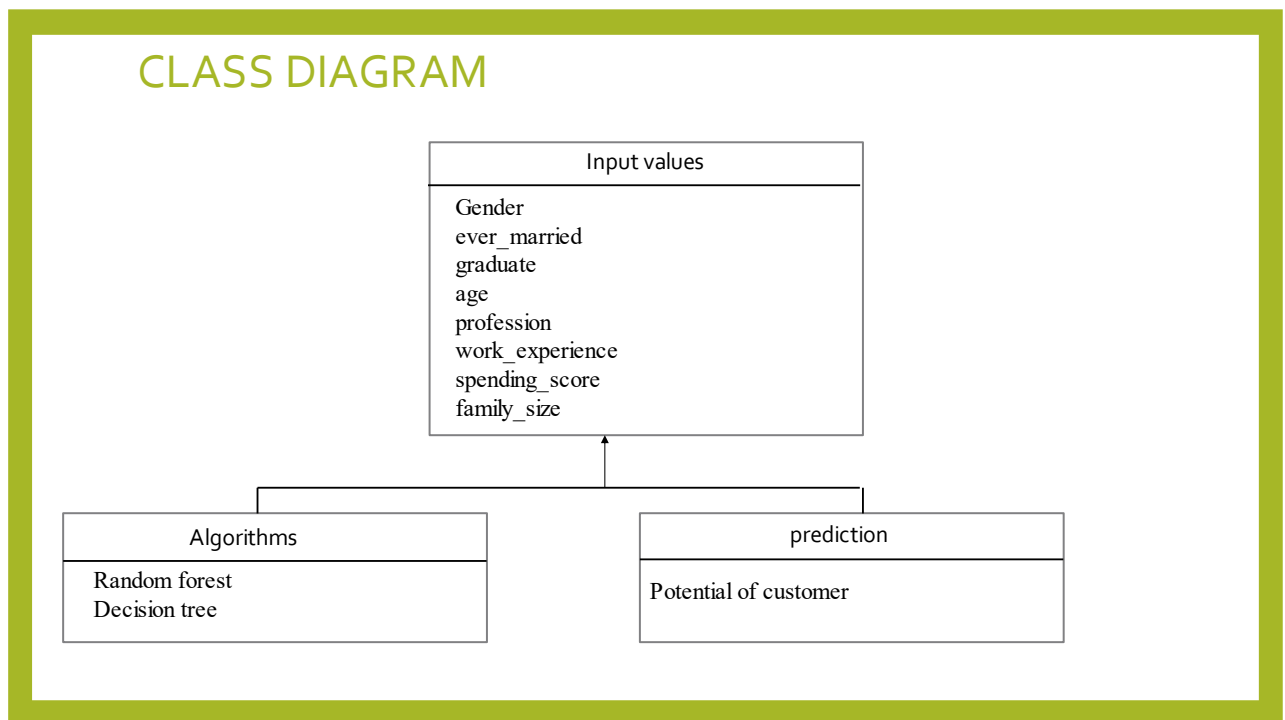 CLASS DIAGRAM
Input values
Gender
ever_married
graduate
age
profession
work_experience
spending_score
family_size
Algorithms
Random forest
Decision tree
prediction
Potential of customer